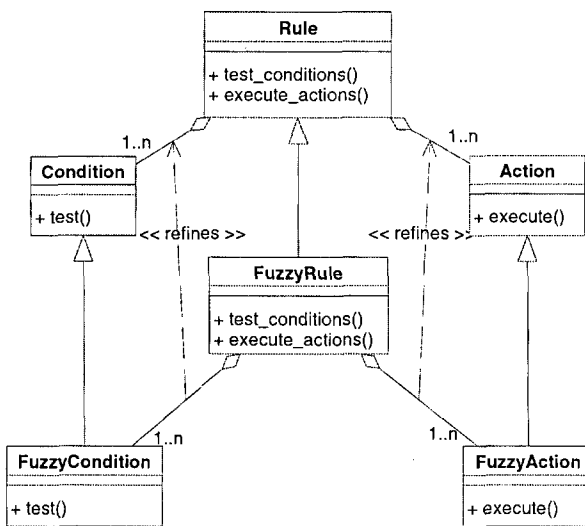 Rule
+ test_conditions()
+ execute_actions()
1..n
1..n
Condition
+ test()
Action
+ execute()
<< refines >>
<< refines >>
FuzzyRule
+ test_conditions()
+ execute_actions()
1..n
1..n
FuzzyCondition
+ test()
FuzzyAction
+ execute()